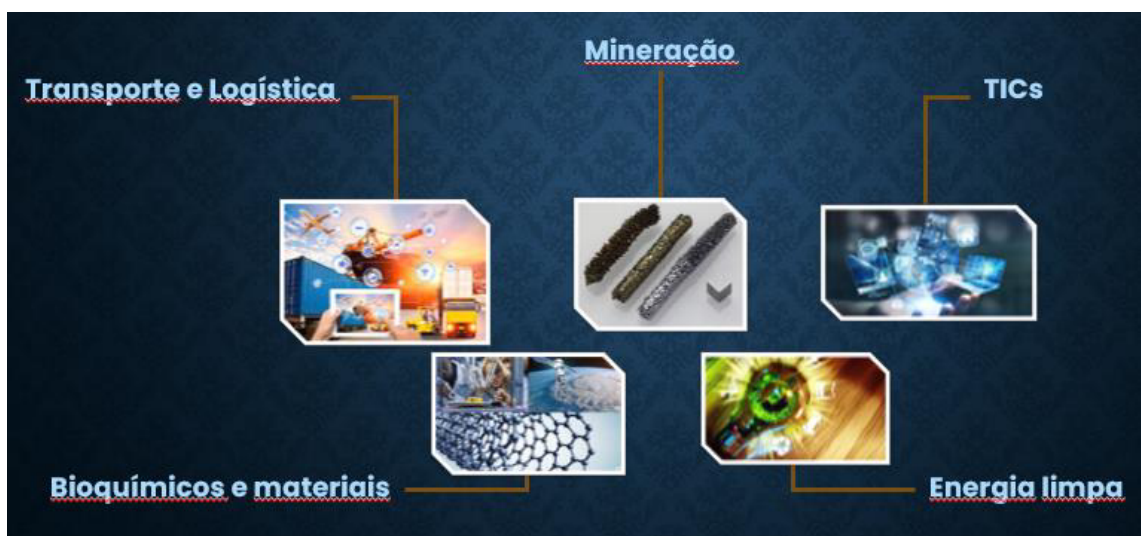 Mineração
Transporte e Logística
TICs
Bioquímicos e materiais
Energia limpa